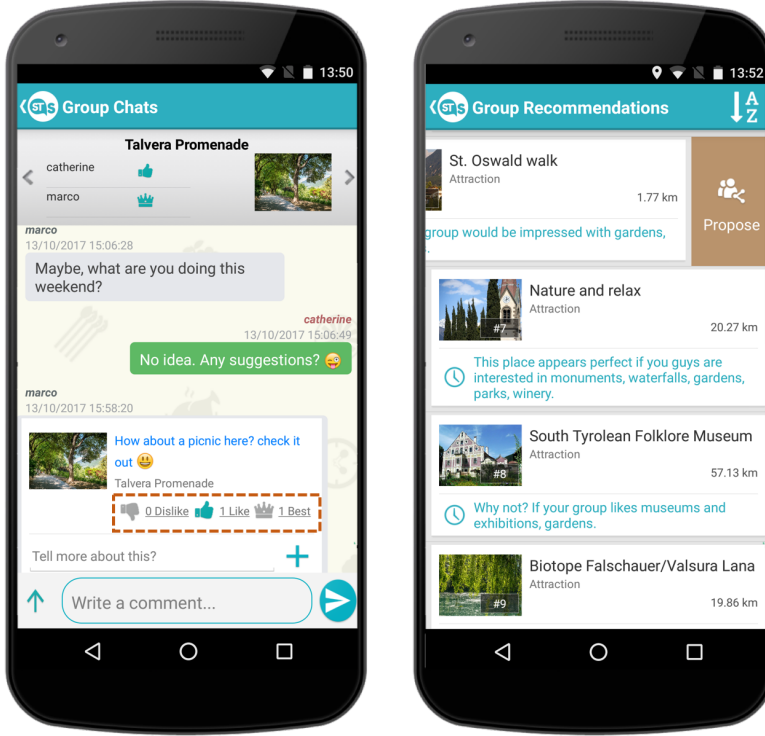 13:50
STS Group Chats
Talvera Promenade
catherine
marco
marco
13/10/2017 15:06:28
Maybe, what are you doing this
weekend?
catherine
13/10/2017 15:06:49
No idea. Any suggestions? 😜
marco
13/10/2017 15:58:20
How about a picnic here? check it
out 😃
Talvera Promenade
0 Dislike 1 Like 1 Best
Tell more about this?
Write a comment...
13:52
STS Group Recommendations
A
Z
St. Oswald walk
Attraction
1.77 km
group would be impressed with gardens,
Propose
Nature and relax
Attraction
#7
20.27 km
This place appears perfect if you guys are
interested in monuments, waterfalls, gardens,
parks, winery.
South Tyrolean Folklore Museum
Attraction
#8
57.13 km
Why not? If your group likes museums and
exhibitions, gardens.
Biotope Falschauer/Valsura Lana
Attraction
#9
19.86 km